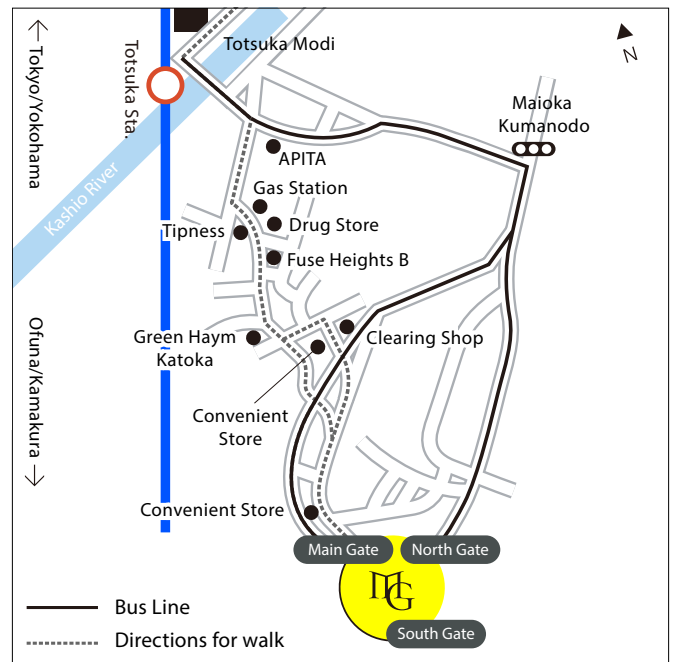 Tokyo/Yokohama
Totsuka Sta.
Totsuka Modi
N
Maioka
Kumanodo
Kashio River
APITA
Gas Station
Drug Store
Tipness
Fuse Heights B
Ofuna/Kamakura
Green Haym
Katoka
Clearing Shop
Convenient
Store
Convenient Store
Main Gate
North Gate
MG
South Gate
Bus Line
Directions for walk